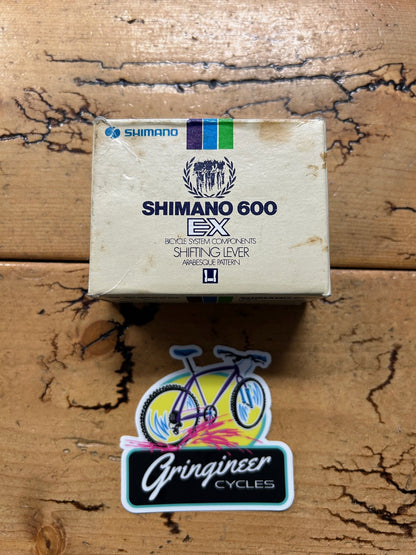 SHIMANO
SHIMANO 600
EX
BICYCLE SYSTEM COMPONENTS
SHIFTING LEVER
ARABESQUE PATTERN
Gringineer
CYCLES